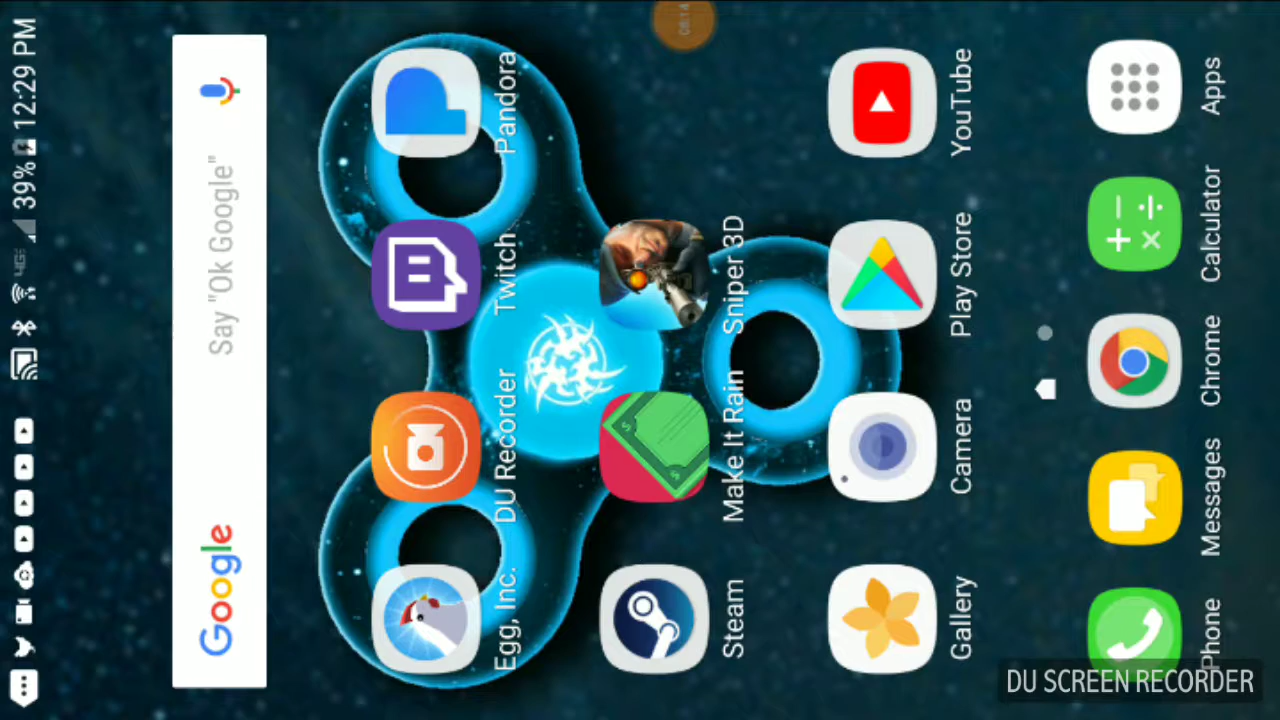 39% 12:29 PM
4G
Google
Say "Ok Google"
Egg, Inc.
DU Recorder
Twitch
Pandora
Steam
Make It Rain
Sniper 3D
Gallery
Camera
Play Store
YouTube
Phone
Messages
Chrome
Calculator
Apps
DU SCREEN RECORDER